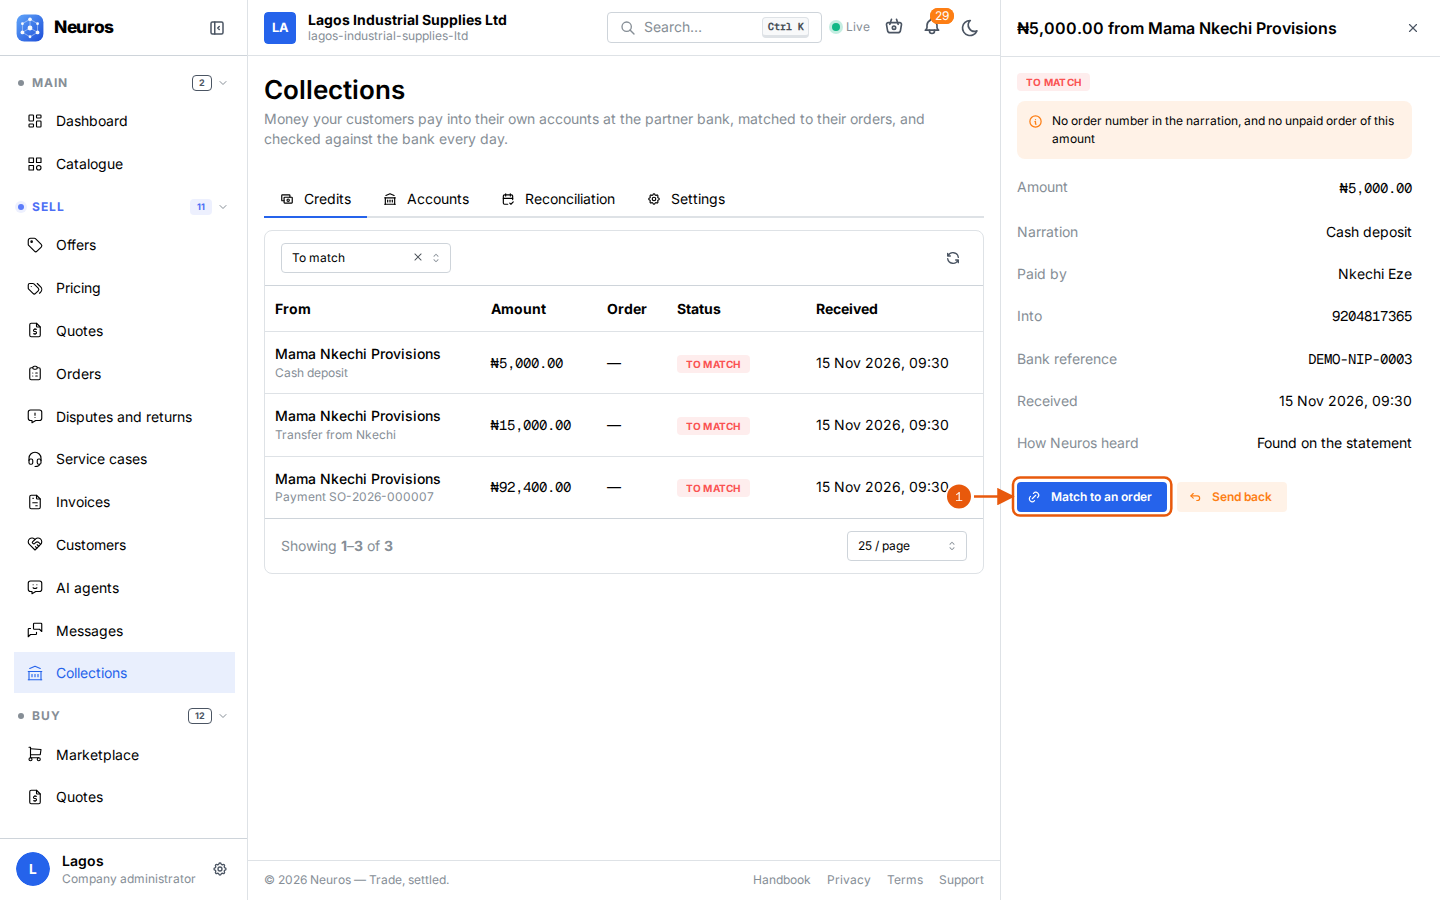 Neuros
MAIN
2
Dashboard
Catalogue
SELL
11
Offers
Pricing
Quotes
Orders
Disputes and returns
Service cases
Invoices
Customers
AI agents
Messages
Collections
BUY
12
Marketplace
Quotes
L
Lagos
Company administrator
LA
Lagos Industrial Supplies Ltd
lagos-industrial-supplies-ltd
Search...
Ctrl K
Live
29
Collections
Money your customers pay into their own accounts at the partner bank, matched to their orders, and
checked against the bank every day.
Credits
Accounts
Reconciliation
Settings
To match
From Amount Order Status Received
Mama Nkechi Provisions
Cash deposit
₦5,000.00 — TO MATCH 15 Nov 2026, 09:30
Mama Nkechi Provisions
Transfer from Nkechi
₦15,000.00 — TO MATCH 15 Nov 2026, 09:30
Mama Nkechi Provisions
Payment SO-2026-000007
₦92,400.00 — TO MATCH 15 Nov 2026, 09:30
Showing 1–3 of 3
25 / page
© 2026 Neuros — Trade, settled.
Handbook Privacy Terms Support
₦5,000.00 from Mama Nkechi Provisions
TO MATCH
No order number in the narration, and no unpaid order of this
amount
Amount ₦5,000.00
Narration Cash deposit
Paid by Nkechi Eze
Into 9204817365
Bank reference DEMO-NIP-0003
Received 15 Nov 2026, 09:30
How Neuros heard Found on the statement
1
Match to an order
Send back